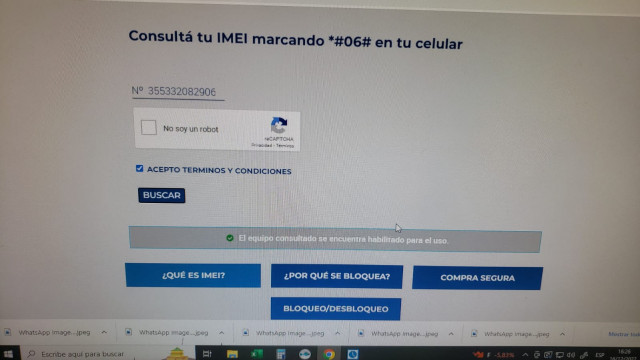 Consultá tu IMEI marcando *#06# en tu celular
Nº 355332082906
No soy un robot
reCAPTCHA
Privacidad - Términos
ACEPTO TERMINOS Y CONDICIONES
BUSCAR
El equipo consultado se encuentra habilitado para el uso.
¿QUÉ ES IMEI?
¿POR QUÉ SE BLOQUEA?
COMPRA SEGURA
BLOQUEO/DESBLOQUEO
WhatsApp Image....jpeg
WhatsApp Image....jpeg
WhatsApp Image....jpeg
WhatsApp Image....jpeg
WhatsApp Image....jpeg
Escribe aquí para buscar
ESP